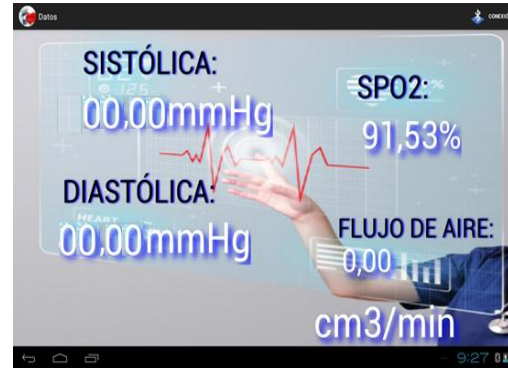 Datos
SISTÓLICA:
00,00mmHg
SPO2:
91,53%
DIASTÓLICA:
00,00mmHg
HEART
FLUJO DE AIRE:
0,00
cm3/min
9:27